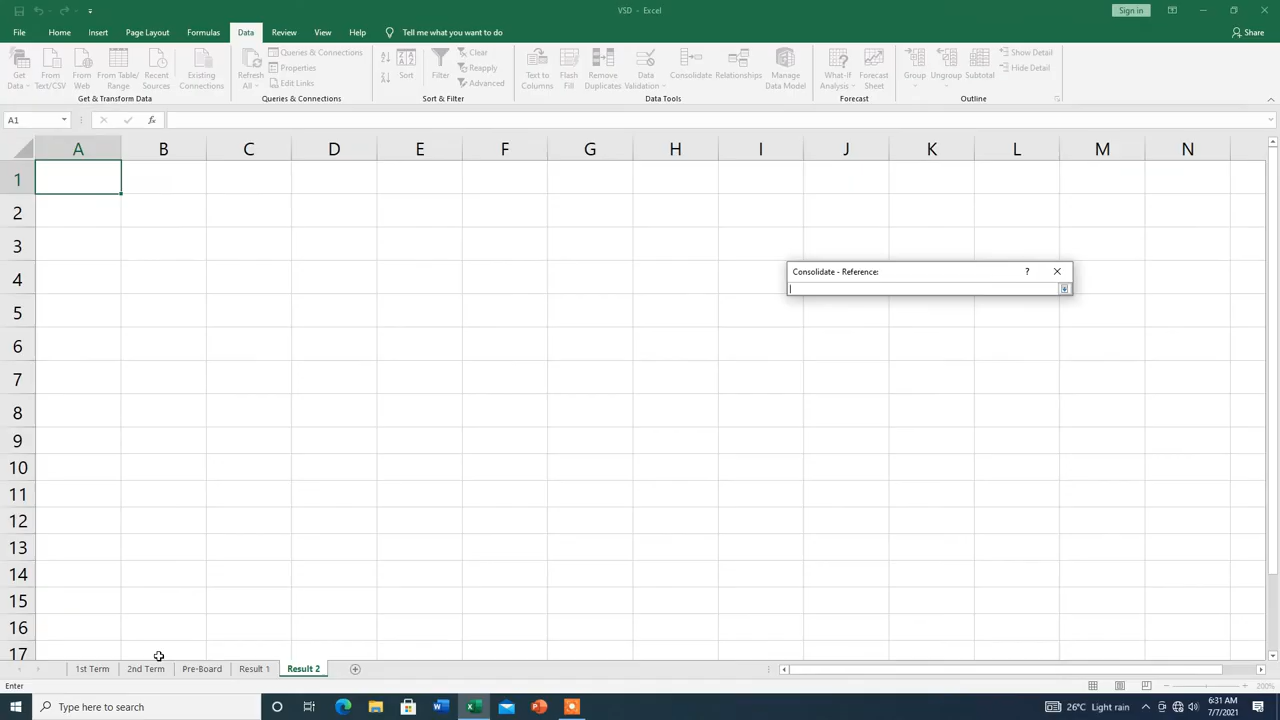 VSD - Excel
Sign in
File Home Insert Page Layout Formulas Data Review View Help Tell me what you want to do Share
Get Data From Text/CSV From Web From Table/ Range Recent Sources Existing Connections
Get & Transform Data
Refresh All Queries & Connections Properties Edit Links
Queries & Connections
Sort Filter Clear Reapply Advanced
Sort & Filter
Text to Columns Flash Fill Remove Duplicates Data Validation Consolidate Relationships Manage Data Model
Data Tools
What-If Analysis Forecast Sheet
Forecast
Group Ungroup Subtotal Show Detail Hide Detail
Outline
A1 fx
A B C D E F G H I J K L M N
1
2
3
4
5
6
7
8
9
10
11
12
13
14
15
16
17
Consolidate - Reference: ?
1st Term 2nd Term Pre-Board Result 1 Result 2
Enter 200%
Type here to search 26°C Light rain 6:31 AM
7/7/2021